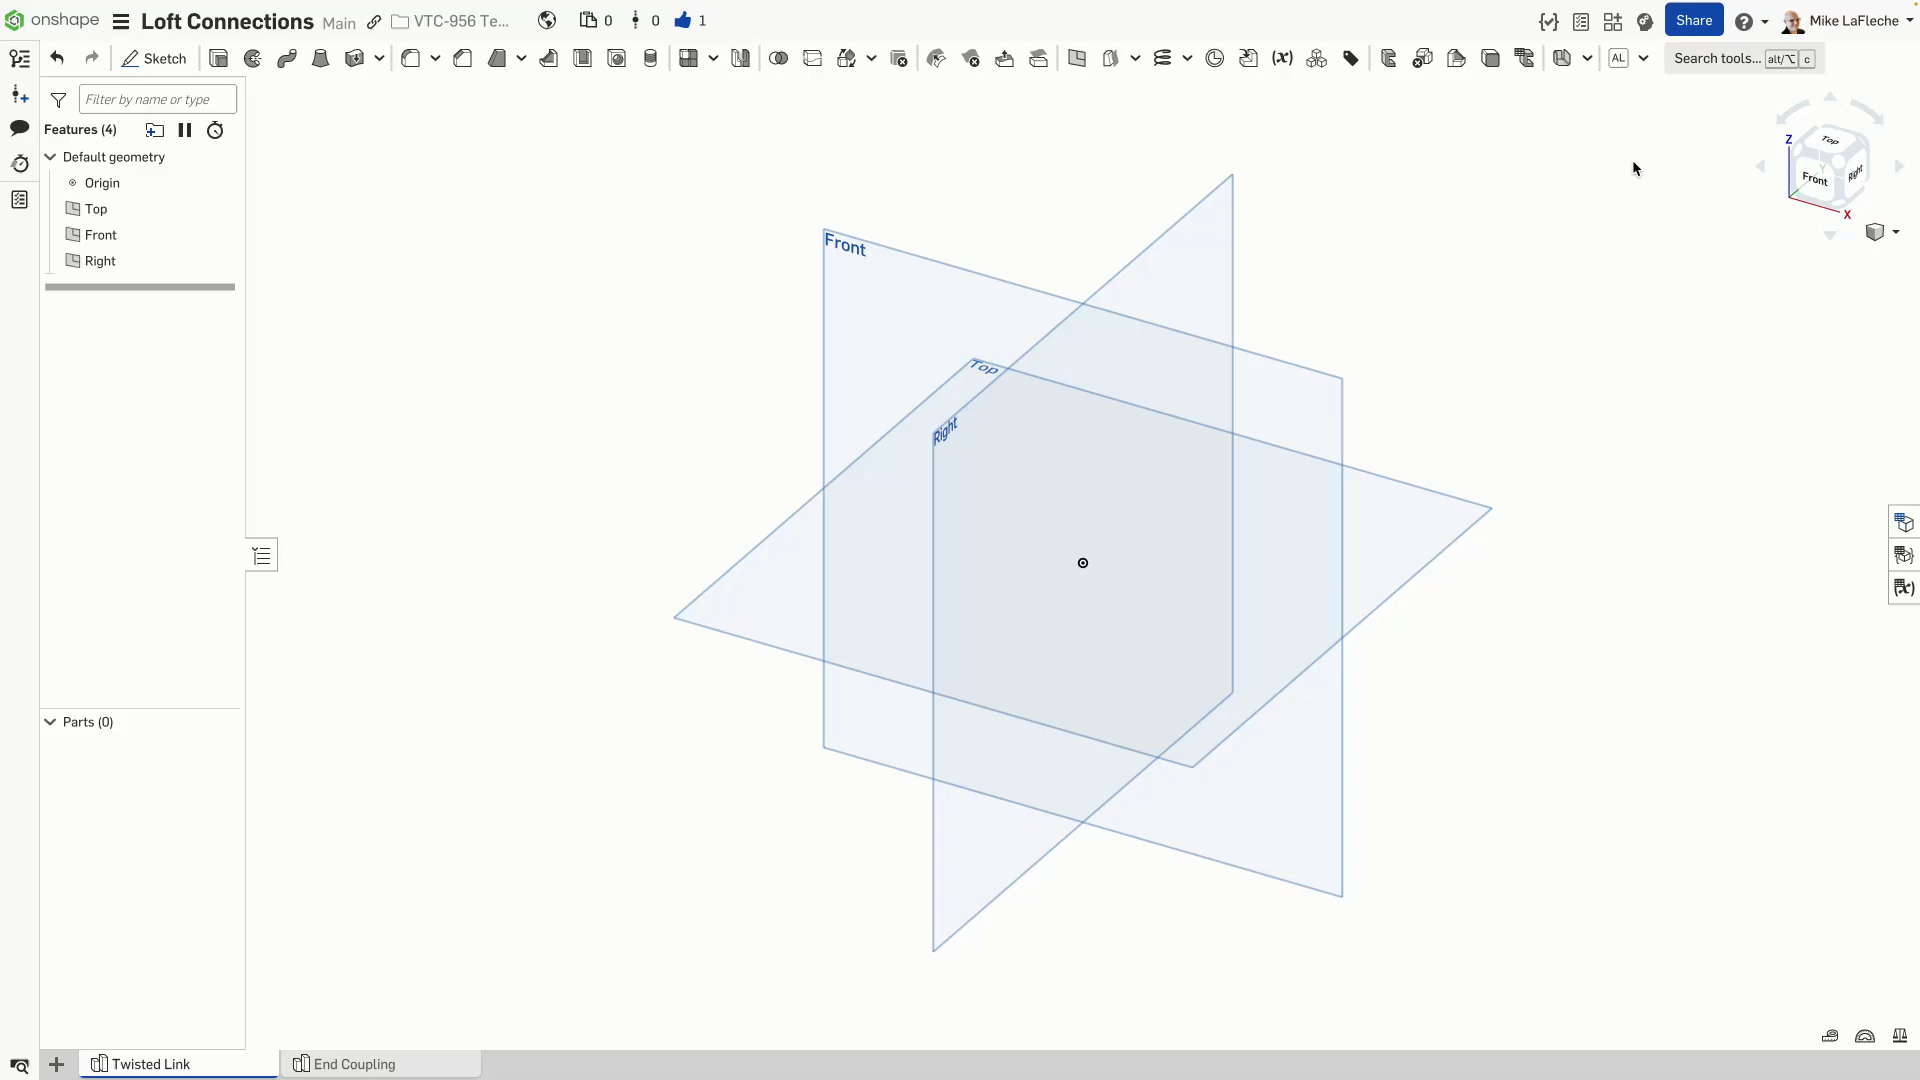 onshape Loft Connections Main VTC-956 Te... 0 0 1 Share Mike LaFleche
Sketch (x) AL Search tools... alt/⌥ c
Filter by name or type
Features (4)
Default geometry
Origin
Top
Front
Right
Parts (0)
Front
Top
Right
Z
Top
Y
Front
Right
X
(x)
Twisted Link
End Coupling